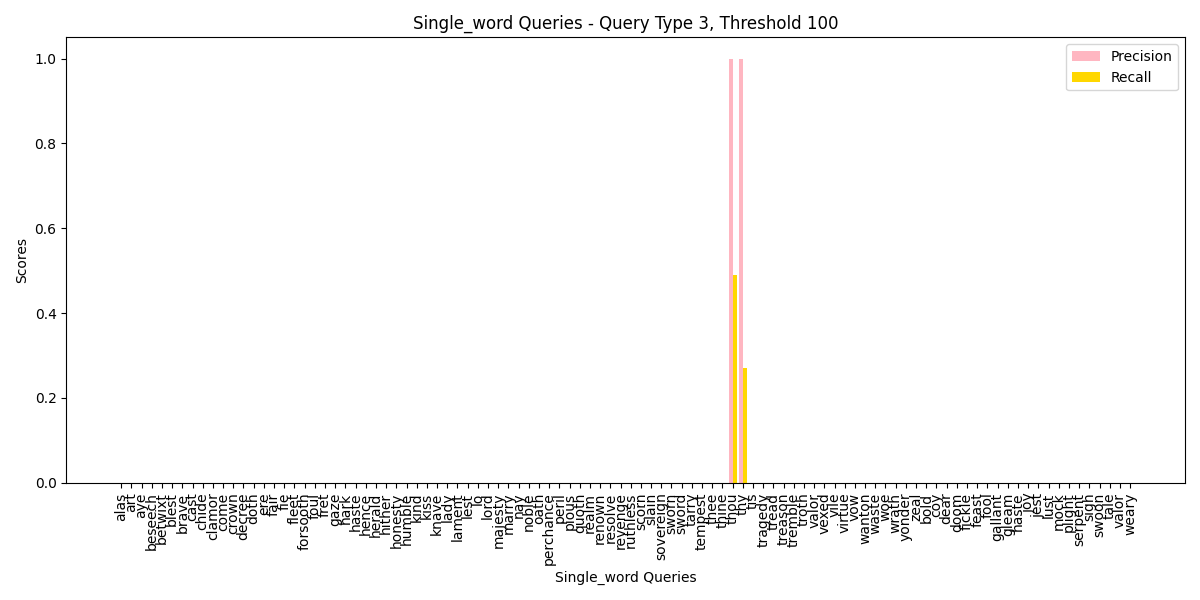 Single_word Queries - Query Type 3, Threshold 100
Precision
Recall
1.0
0.8
0.6
0.4
0.2
0.0
Scores
alas
art
aye
beseech
betwixt
blest
brave
cast
chide
clamor
come
crown
decree
doth
ere
fair
fie
fleet
forsooth
foul
fret
gaze
hark
haste
hence
herald
hither
honesty
humble
kind
kiss
knave
lady
lament
lest
lo
lord
majesty
marry
nay
noble
oath
perchance
peril
pious
quoth
realm
renown
resolve
revenge
ruthless
scorn
slain
sovereign
sworn
sword
tarry
tempest
thee
thine
thou
thy
tis
tragedy
tread
treason
tremble
troth
valor
vexed
vile
virtue
vow
wanton
waste
woe
wrath
yonder
zeal
bold
coy
dear
doom
fickle
feast
fool
gallant
gleam
haste
joy
jest
lust
mock
plight
serpent
sigh
swoon
tale
valor
weary
Single_word Queries